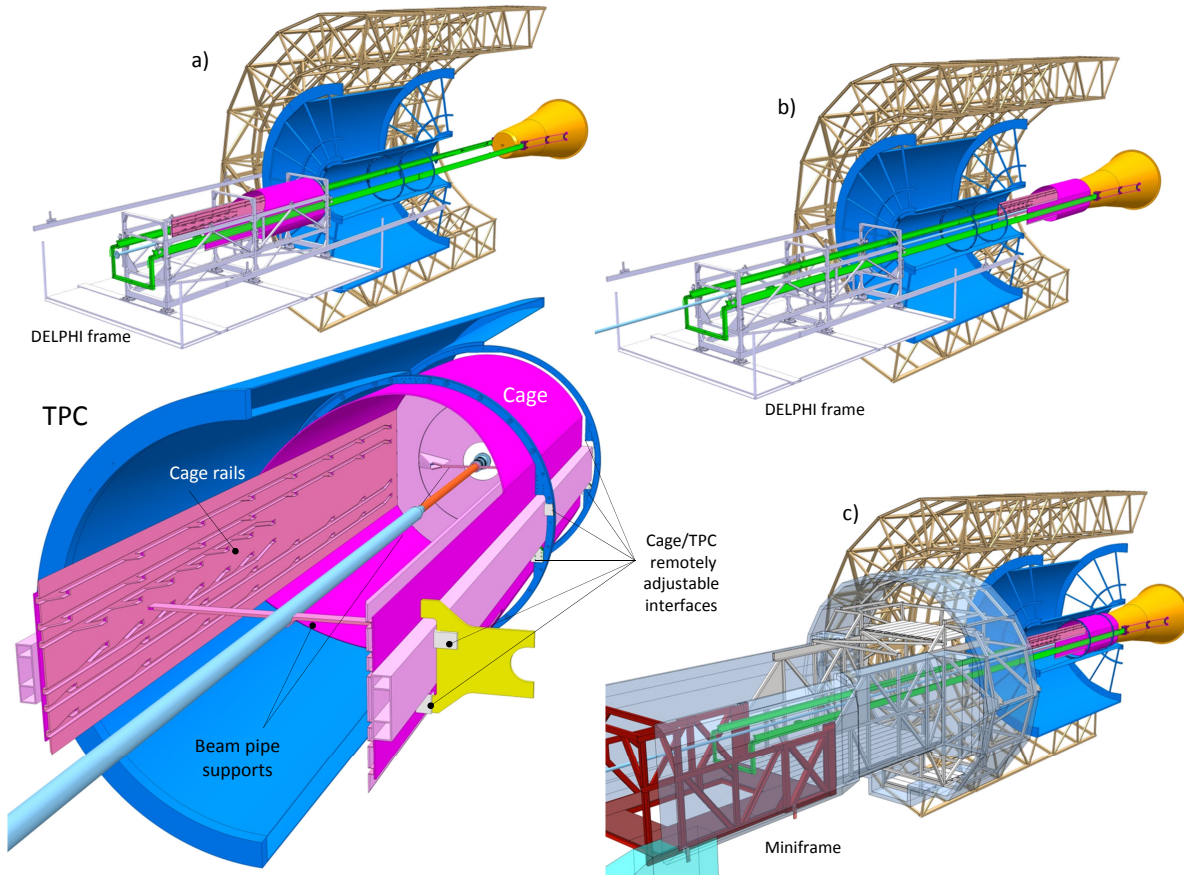 a)
b)
DELPHI frame
DELPHI frame
TPC
Cage
Cage rails
Cage/TPC
remotely
adjustable
interfaces
Beam pipe
supports
c)
Miniframe